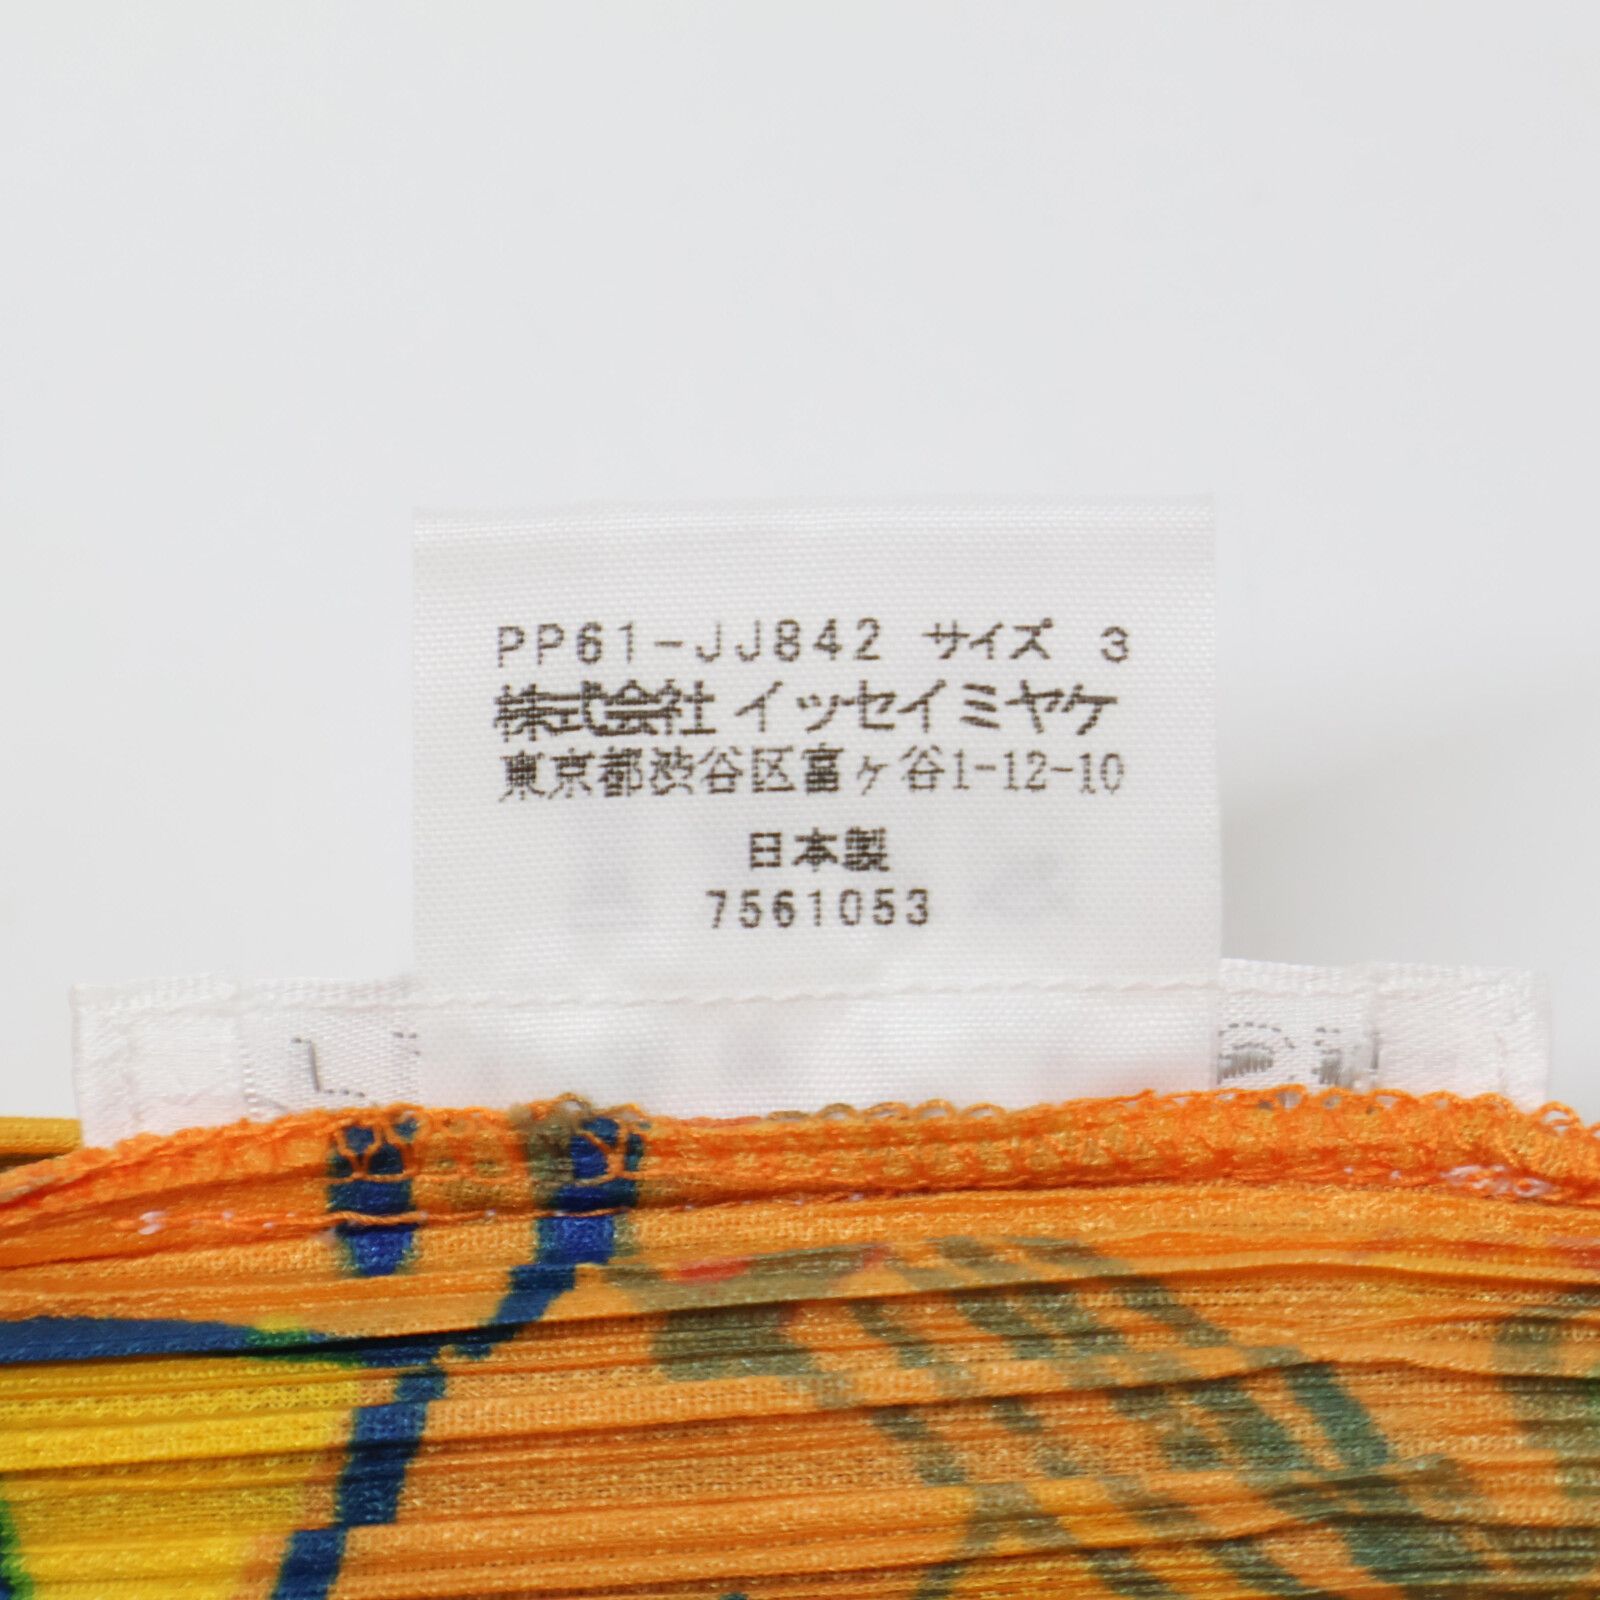 PP61-JJ842 サイズ 3
株式会社 イッセイミヤケ
東京都渋谷区富ヶ谷1-12-10
日本製
7561053